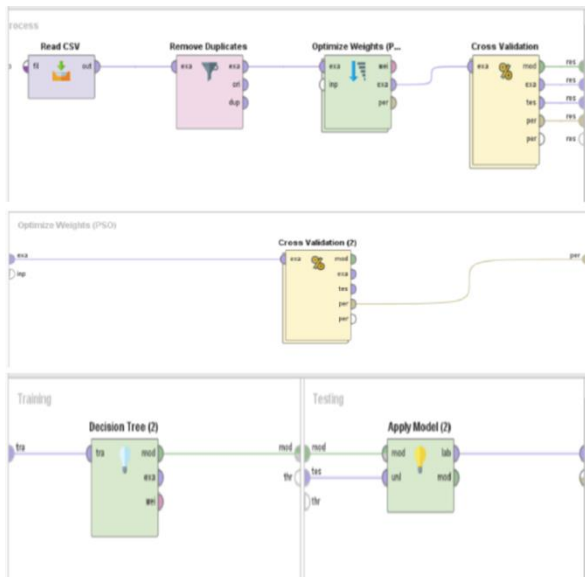 rocess
Read CSV
Remove Duplicates
Optimize Weights (P...
Cross Validation
fil out
exa exa
ori
dup
exa wei
inp exa
per
exa mod
exa
tes
per
per
res
res
res
res
res
Optimize Weights (PSO)
Cross Validation (2)
exa
inp
exa mod
exa
tes
per
per
per
Training
Testing
Decision Tree (2)
Apply Model (2)
tra
tra mod
exa
wei
mod
thr
mod
tes
thr
mod lab
unl mod